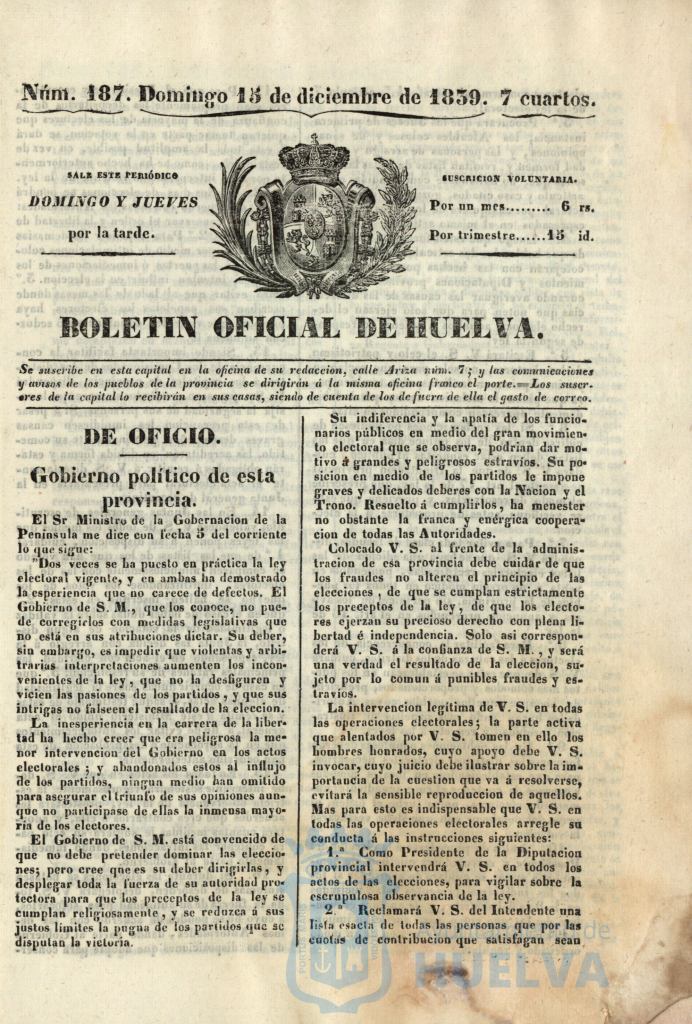 Núm. 187. Domingo 15 de diciembre de 1839. 7 cuartos.
SALE ESTE PERIÓDICO
DOMINGO Y JUEVES
por la tarde.
SUSCRICION VOLUNTARIA.
Por un mes......... 6 rs.
Por trimestre......15 id.
BOLETIN OFICIAL DE HUELVA.
Se suscribe en esta capital en la oficina de su redaccion, calle Ariza núm. 7; y las comunicaciones
y avisos de los pueblos de la provincia se dirigirán á la misma oficina franco el porte.=Los suscr-
ores de la capital lo recibirán en sus casas, siendo de cuenta de los de fuera de ella el gasto de correo.
DE OFICIO.
Gobierno político de esta
provincia.
El Sr Ministro de la Gobernacion de la
Península me dice con fecha 5 del corriente
lo que sigue:
"Dos veces se ha puesto en práctica la ley
electoral vigente, y en ambas ha demostrado
la esperiencia que no carece de defectos. El
Gobierno de S. M., que los conoce, no pue-
de corregirlos con medidas legislativas que
no está en sus atribuciones dictar. Su deber,
sin embargo, es impedir que violentas y arbi-
trarias interpretaciones aumenten los incon-
venientes de la ley, que no la desfiguren y
vicien las pasiones de los partidos, y que sus
intrigas no falseen el resultado de la eleccion.
La inesperiencia en la carrera de la liber-
tad ha hecho creer que era peligrosa la me-
nor intervencion del Gobierno en los actos
electorales; y abandonados estos al influjo
de los partidos, ningun medio han omitido
para asegurar el triunfo de sus opiniones aun-
que no participase de ellas la inmensa mayo-
ría de los electores.
El Gobierno de S. M. está convencido de
que no debe pretender dominar las eleccio-
nes; pero cree que es su deber dirigirlas, y
desplegar toda la fuerza de su autoridad pro-
tectora para que los preceptos de la ley se
cumplan religiosamente, y se reduzca á sus
justos límites la pugna de los partidos que se
disputan la victoria.
Su indiferencia y la apatía de los funcio-
narios públicos en medio del gran movimien-
to electoral que se observa, podrian dar mo-
tivo á grandes y peligrosos estravíos. Su po-
sicion en medio de los partidos le impone
graves y delicados deberes con la Nacion y el
Trono. Resuelto á cumplirlos, ha menester
no obstante la franca y enérgica coopera-
cion de todas las Autoridades.
Colocado V. S. al frente de la adminis-
tracion de esa provincia debe cuidar de que
los fraudes no alteren el principio de las
elecciones, de que se cumplan estrictamente
los preceptos de la ley, de que los electo-
res ejerzan su precioso derecho con plena li-
bertad é independencia. Solo asi correspon-
derá V. S. á la confianza de S. M., y será
una verdad el resultado de la eleccion, su-
jeto por lo comun á punibles fraudes y es-
travios.
La intervencion legítima de V. S. en todas
las operaciones electorales; la parte activa
que alentados por V. S. tomen en ello los
hombres honrados, cuyo apoyo debe V. S.
invocar, cuyo juicio debe ilustrar sobre la im-
portancia de la cuestion que va á resolverse,
evitará la sensible reproduccion de aquellos.
Mas para esto es indispensable que V. S. en
todas las operaciones electorales arregle su
conducta á las instrucciones siguientes:
1.ª Como Presidente de la Diputacion
provincial intervendrá V. S. en todos los
actos de las elecciones, para vigilar sobre la
escrupulosa observancia de la ley.
2.ª Reclamará V. S. del Intendente una
lista esacta de todas las personas que por las
cuotas de contribucion que satisfagan sean
de
HUELVA